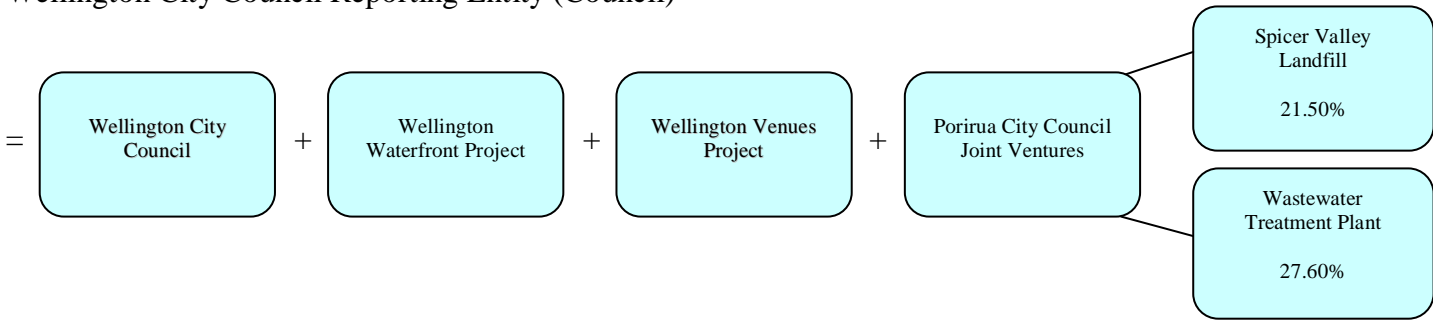 Wellington City Council Reporting Entity (Council)
=
Wellington City
Council
+
Wellington
Waterfront Project
+
Wellington Venues
Project
+
Porirua City Council
Joint Ventures
Spicer Valley
Landfill
21.50%
Wastewater
Treatment Plant
27.60%